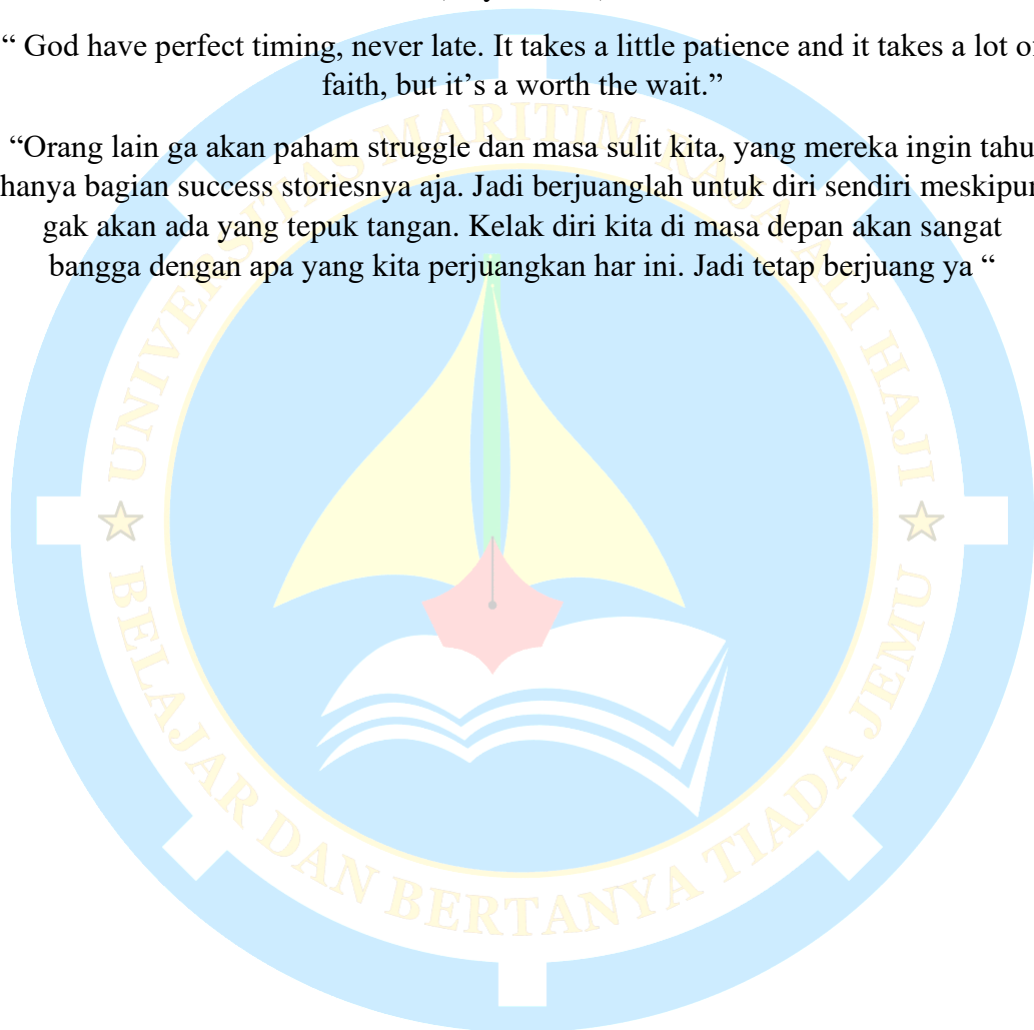 “ God have perfect timing, never late. It takes a little patience and it takes a lot of
faith, but it’s a worth the wait.”
“Orang lain ga akan paham struggle dan masa sulit kita, yang mereka ingin tahu
hanya bagian success storiesnya aja. Jadi berjuanglah untuk diri sendiri meskipun
gak akan ada yang tepuk tangan. Kelak diri kita di masa depan akan sangat
bangga dengan apa yang kita perjuangkan har ini. Jadi tetap berjuang ya “
UNIVERSITAS MARITIM RAJA ALI HAJI
BELAJAR DAN BERTANYA TIADA JEMU